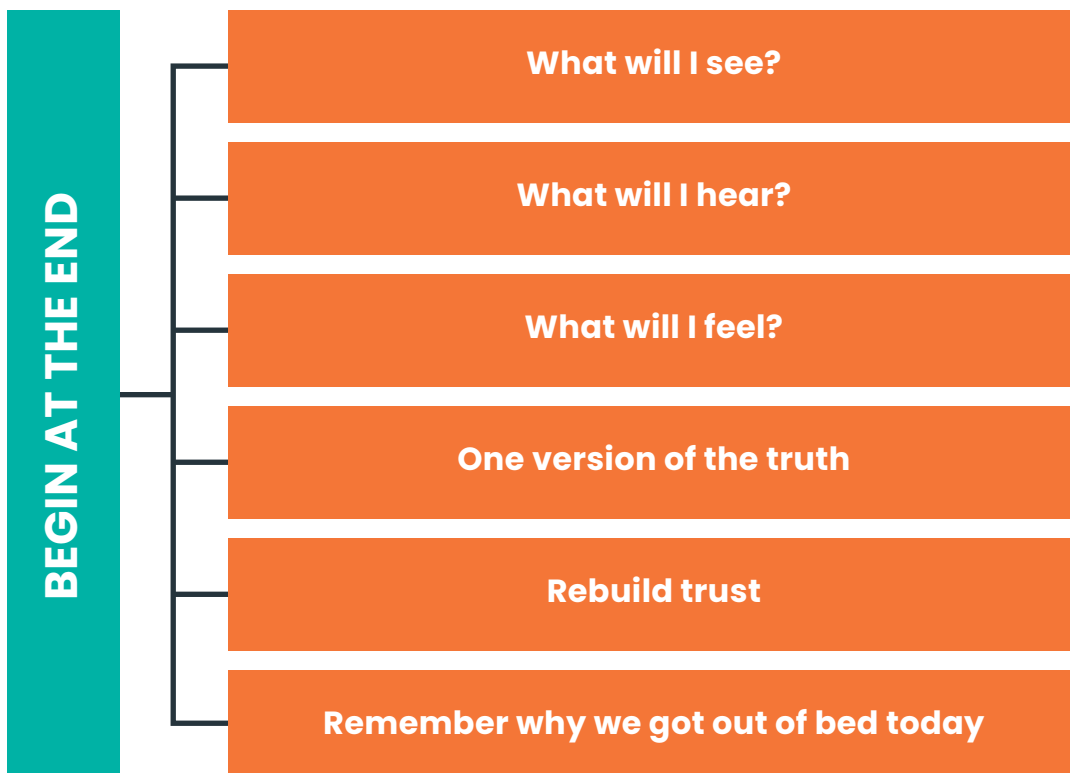 BEGIN AT THE END
What will I see?
What will I hear?
What will I feel?
One version of the truth
Rebuild trust
Remember why we got out of bed today